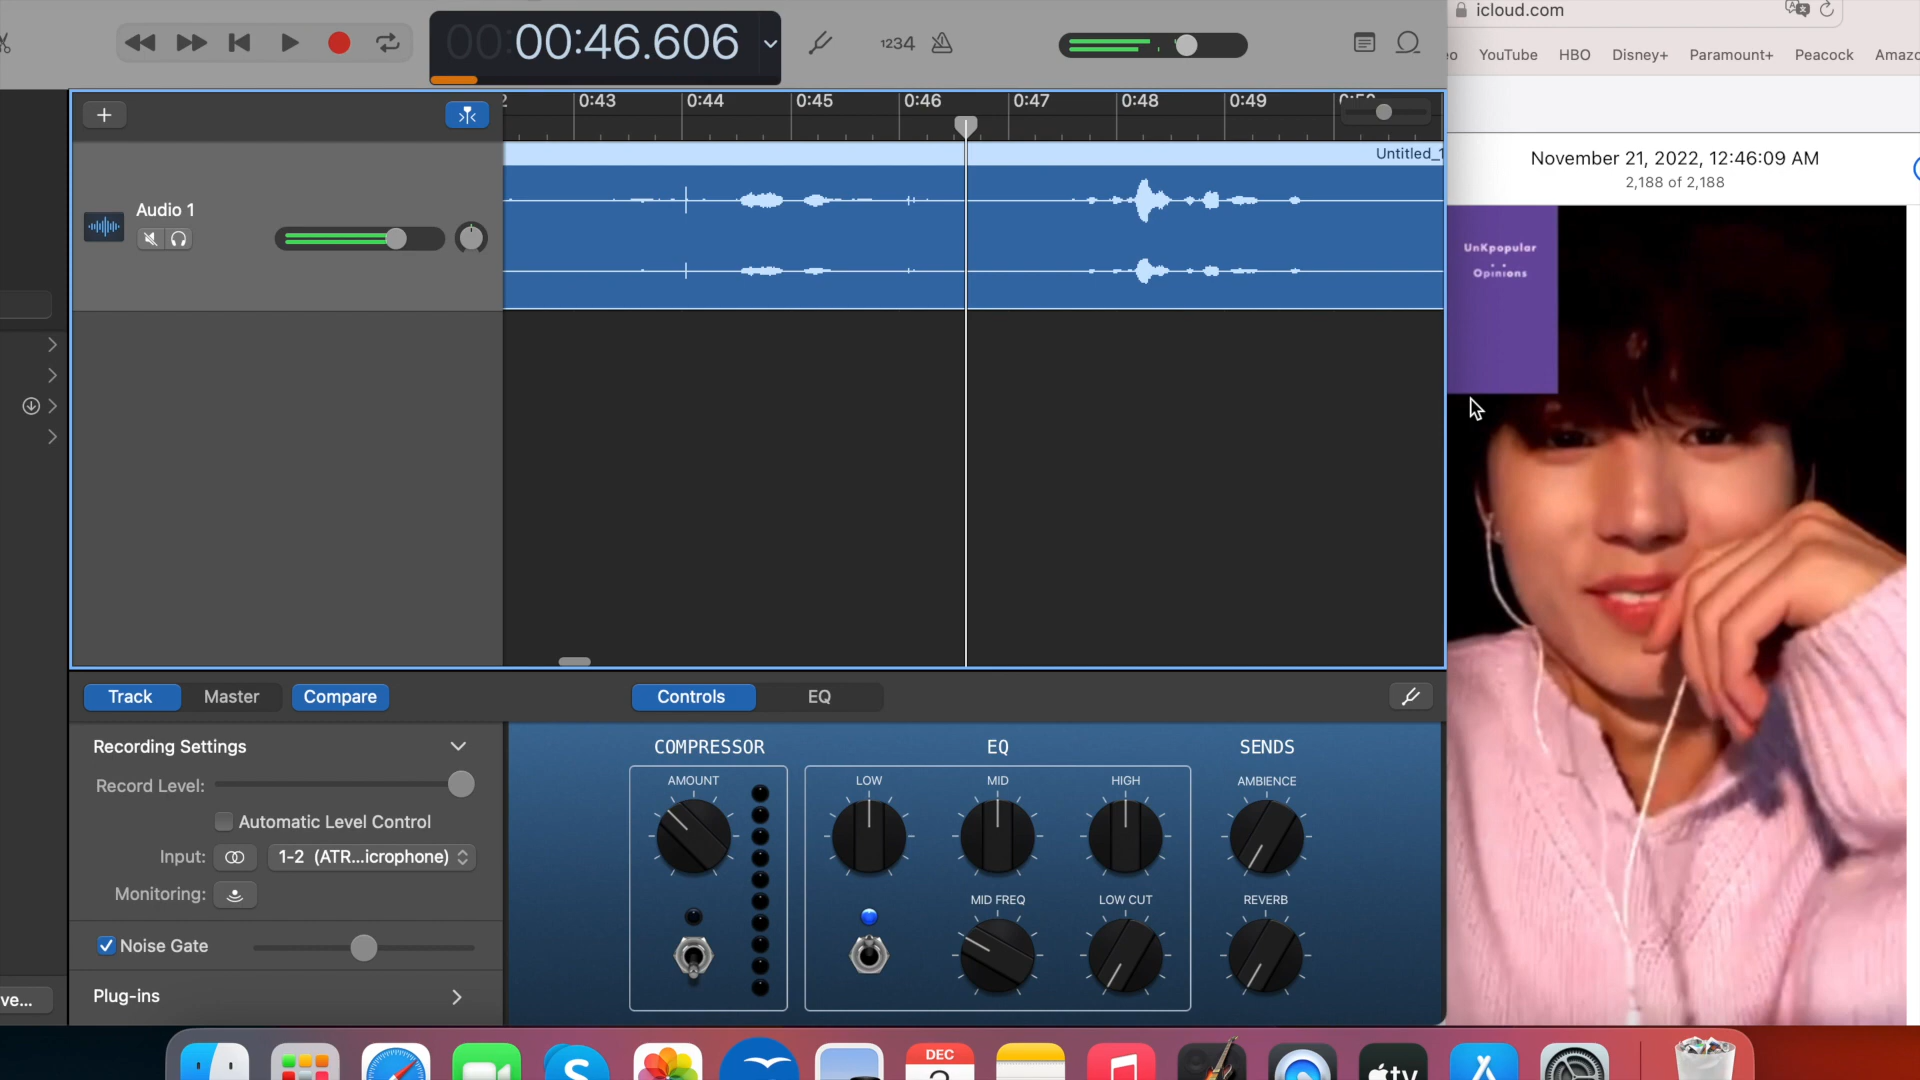 00:00:46.606
1234
icloud.com
YouTube
HBO
Disney+
Paramount+
Peacock
0:43
0:44
0:45
0:46
0:47
0:48
0:49
Untitled_1
November 21, 2022, 12:46:09 AM
2,188 of 2,188
Audio 1
UnKpopular
Opinions
Track
Master
Compare
Controls
EQ
Recording Settings
Record Level:
Automatic Level Control
Input:
1-2 (ATR...icrophone)
Monitoring:
Noise Gate
Plug-ins
COMPRESSOR
AMOUNT
EQ
LOW
MID
HIGH
MID FREQ
LOW CUT
SENDS
AMBIENCE
REVERB
ve...
DEC
tv